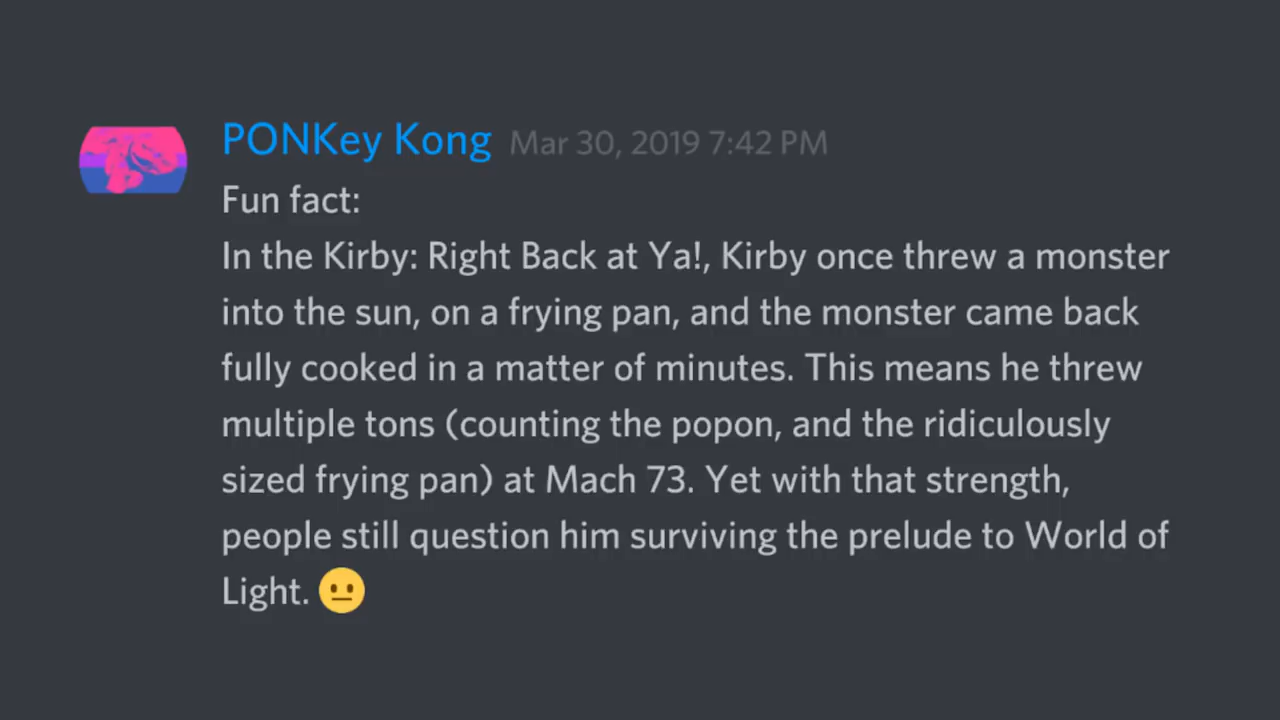 PONKey Kong Mar 30, 2019 7:42 PM
Fun fact:
In the Kirby: Right Back at Ya!, Kirby once threw a monster
into the sun, on a frying pan, and the monster came back
fully cooked in a matter of minutes. This means he threw
multiple tons (counting the popon, and the ridiculously
sized frying pan) at Mach 73. Yet with that strength,
people still question him surviving the prelude to World of
Light. 😐